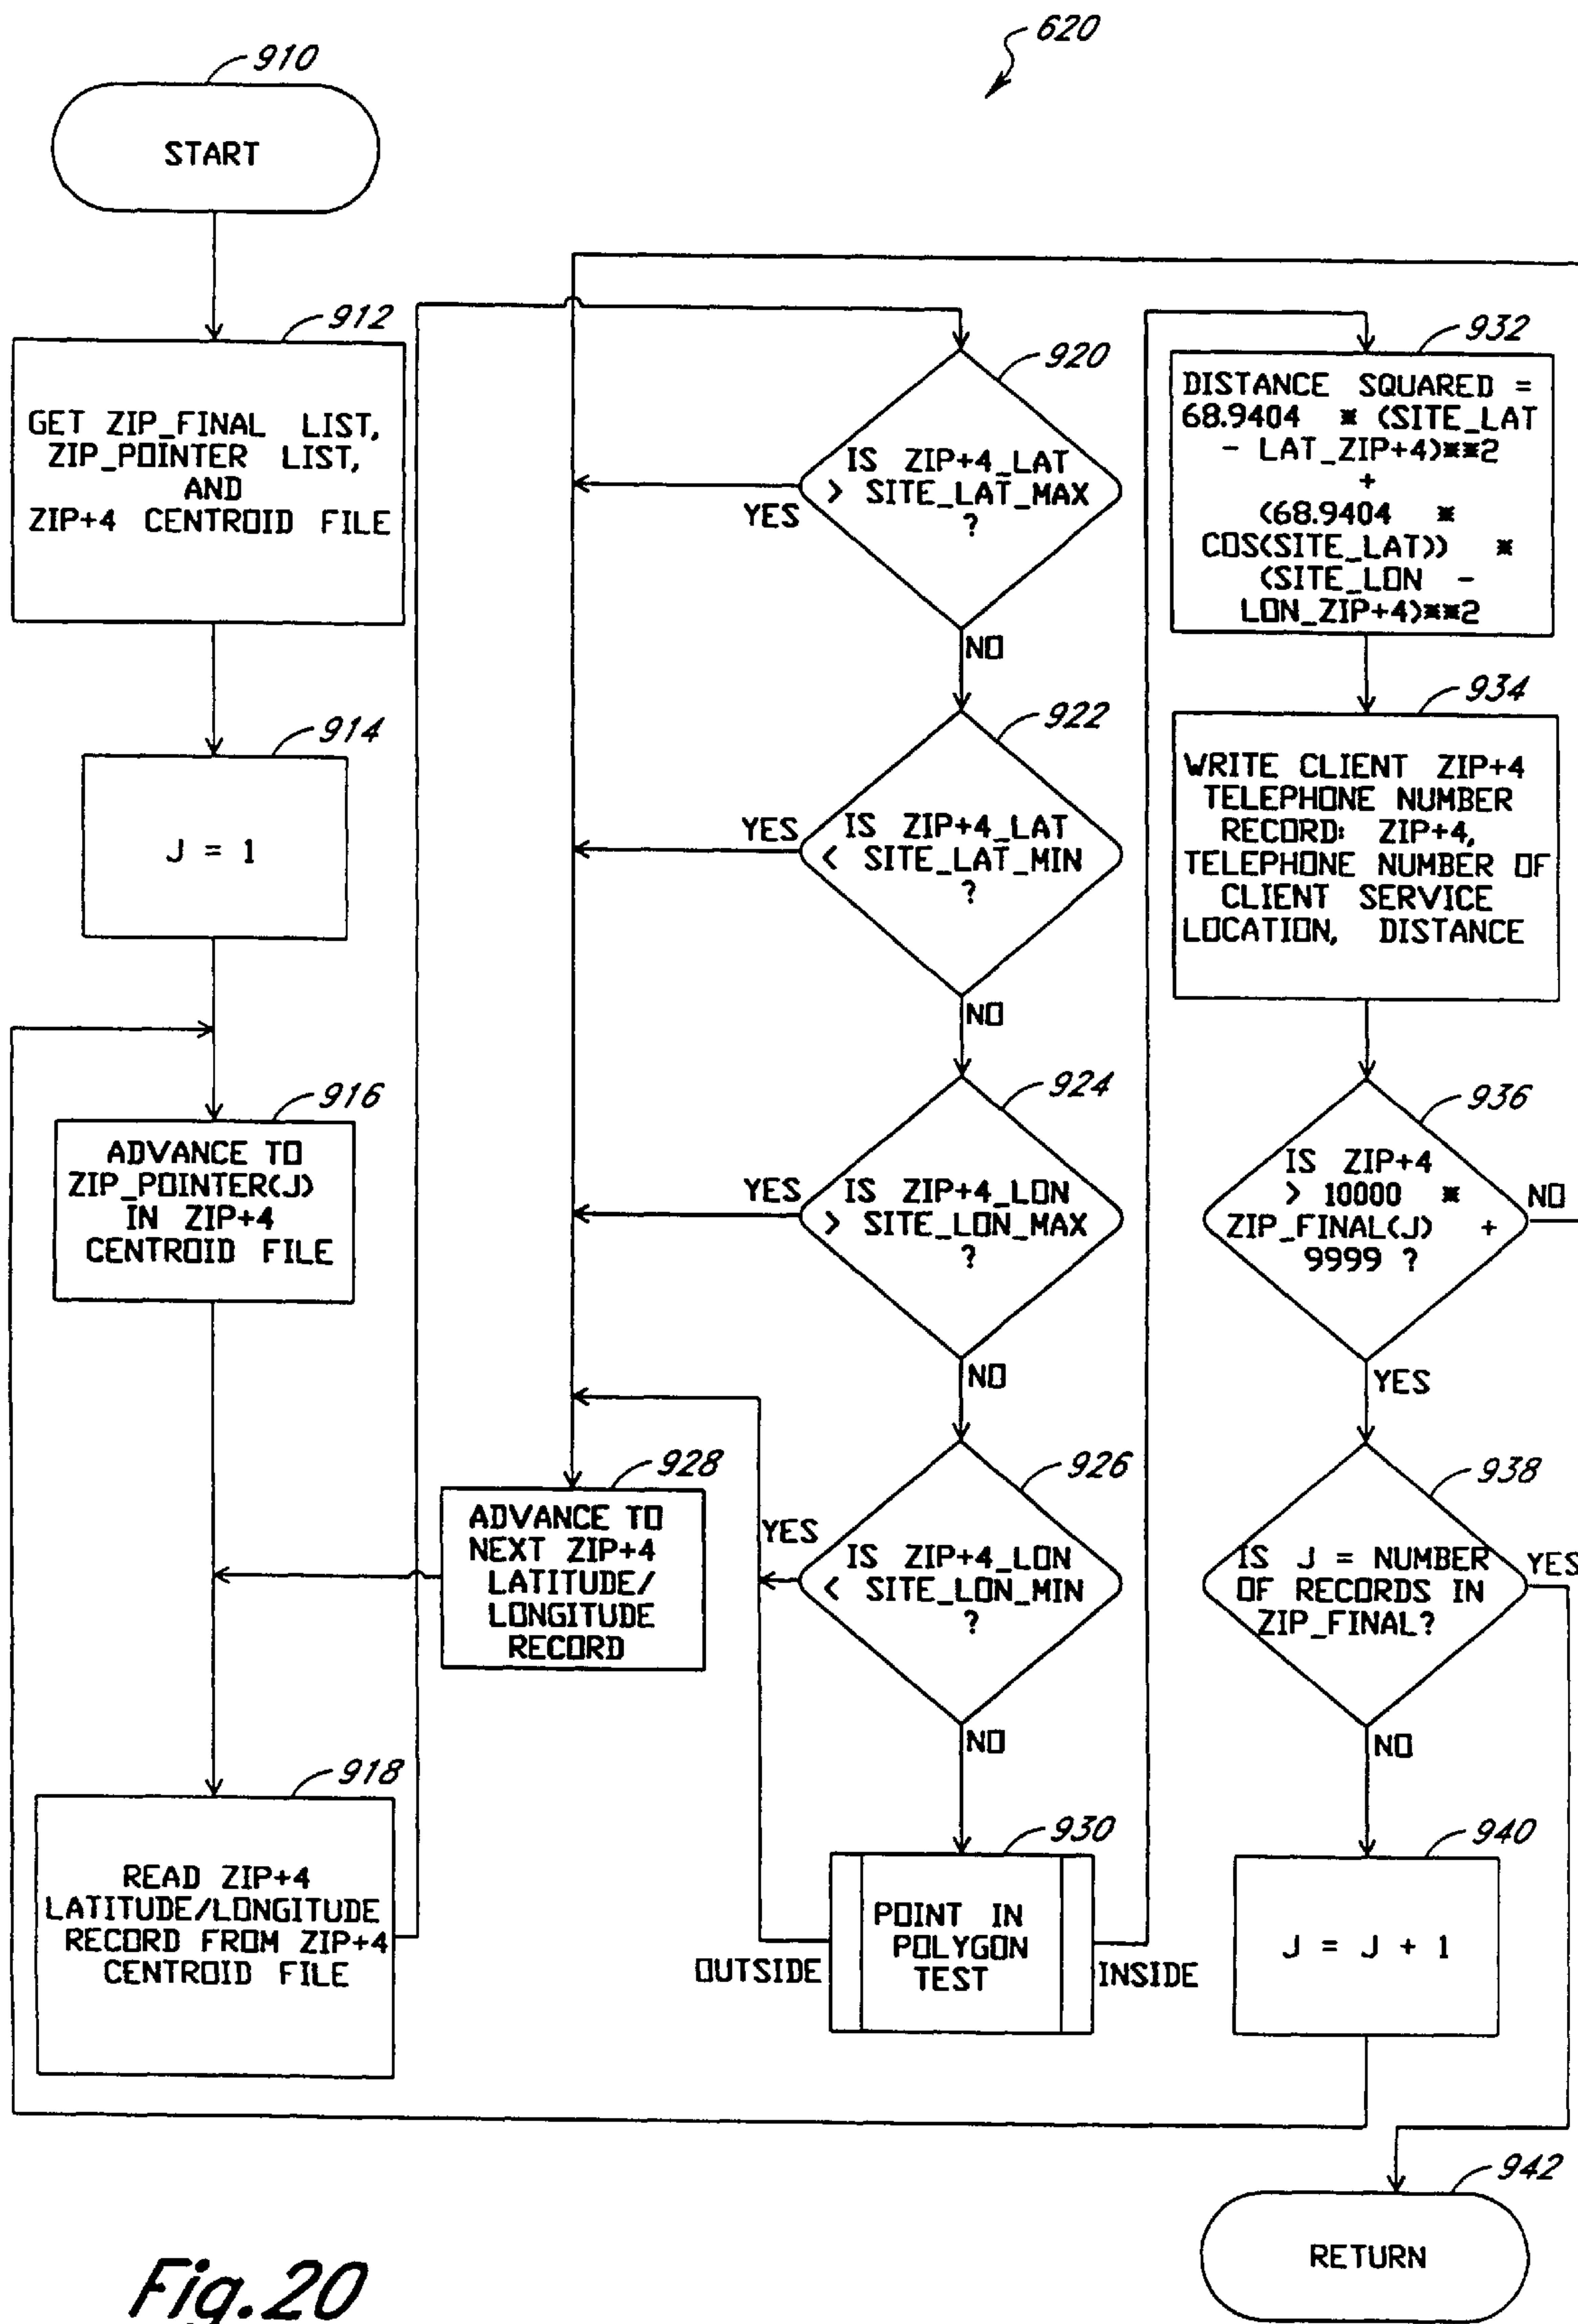 620
910
START
912
GET ZIP_FINAL LIST,
ZIP_POINTER LIST,
AND
ZIP+4 CENTROID FILE
914
J = 1
916
ADVANCE TO
ZIP_POINTER(J)
IN ZIP+4
CENTROID FILE
918
READ ZIP+4
LATITUDE/LONGITUDE
RECORD FROM ZIP+4
CENTROID FILE
920
IS ZIP+4_LAT
> SITE_LAT_MAX
?
YES
NO
922
IS ZIP+4_LAT
< SITE_LAT_MIN
?
YES
NO
924
IS ZIP+4_LON
> SITE_LON_MAX
?
YES
NO
926
IS ZIP+4_LON
< SITE_LON_MIN
?
YES
NO
928
ADVANCE TO
NEXT ZIP+4
LATITUDE/
LONGITUDE
RECORD
930
POINT IN
POLYGON
TEST
OUTSIDE
INSIDE
932
DISTANCE SQUARED =
68.9404 * (SITE_LAT
- LAT_ZIP+4)**2
+
(68.9404 *
COS(SITE_LAT)) *
(SITE_LON -
LON_ZIP+4)**2
934
WRITE CLIENT ZIP+4
TELEPHONE NUMBER
RECORD: ZIP+4,
TELEPHONE NUMBER OF
CLIENT SERVICE
LOCATION, DISTANCE
936
IS ZIP+4
> 10000 *
ZIP_FINAL(J) +
9999 ?
NO
YES
938
IS J = NUMBER
OF RECORDS IN
ZIP_FINAL?
YES
NO
940
J = J + 1
942
RETURN
Fig.20